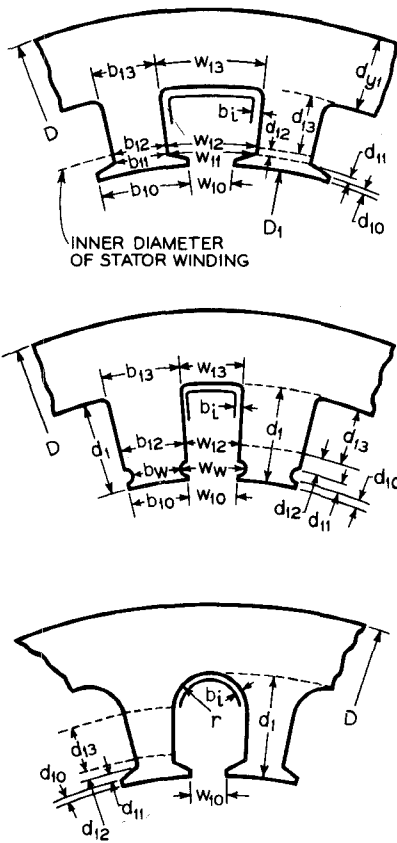 b13 w13 dy1
D bi d12 d13
b12 w12
b11 w11 d11
b10 w10 d10
D1
INNER DIAMETER
OF STATOR WINDING
b13 w13
D d1 bi d1
b12 w12 d13
bw ww
b10 w10 d10
d12 d11
bi
r d1 D
d13
d10
d11
d12 w10